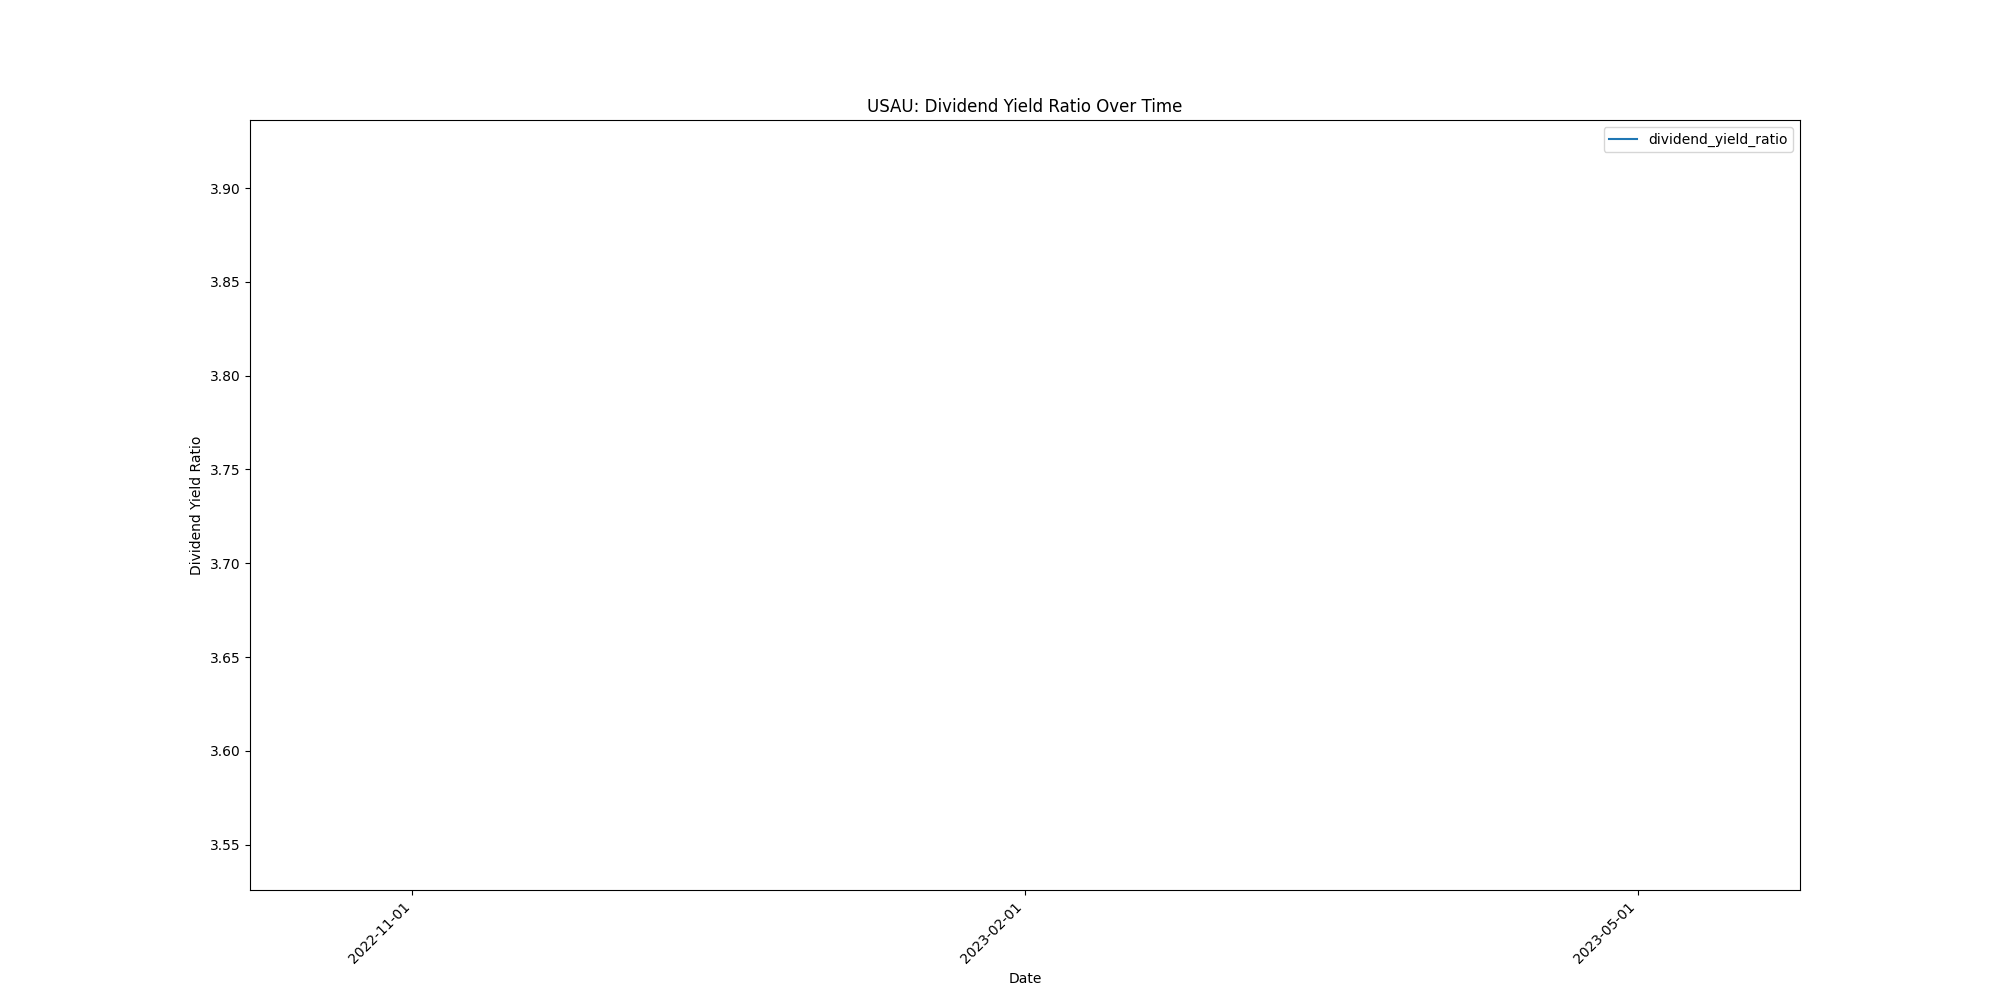 USAU: Dividend Yield Ratio Over Time
dividend_yield_ratio
3.90
3.85
3.80
3.75
3.70
3.65
3.60
3.55
Dividend Yield Ratio
2022-11-01
2023-02-01
2023-05-01
Date